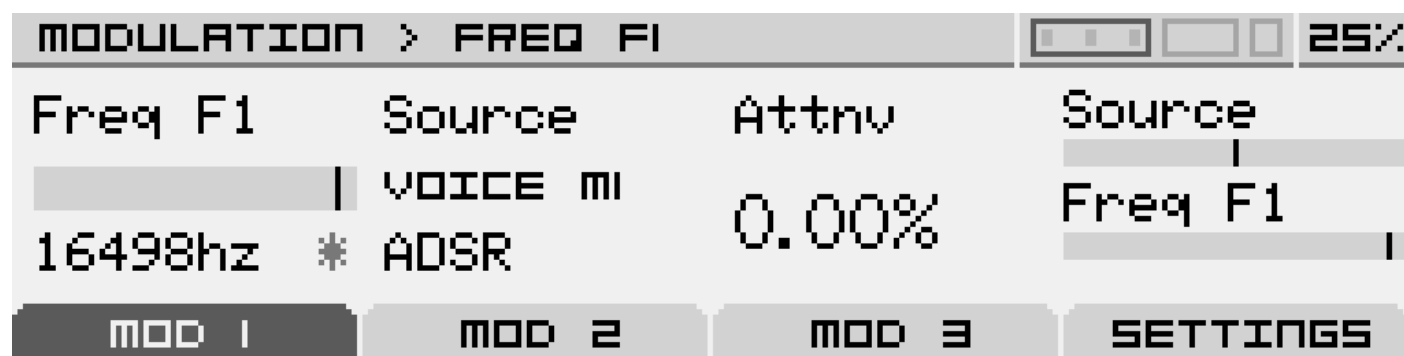 MODULATION > FREQ F1
25%
Freq F1
16498hz *
Source
VOICE M1
ADSR
Attnv
0.00%
Source
Freq F1
MOD 1
MOD 2
MOD 3
SETTINGS